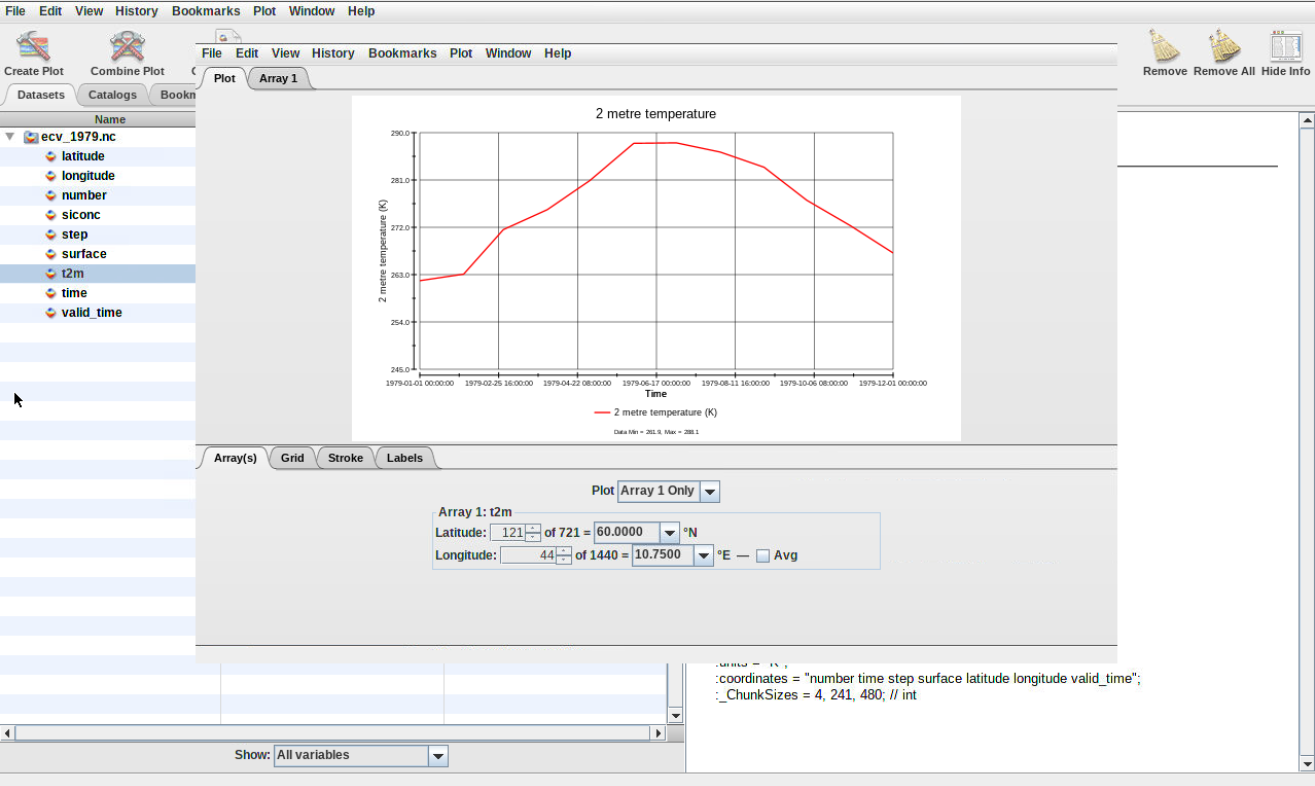 File Edit View History Bookmarks Plot Window Help
Create Plot Combine Plot
Remove Remove All Hide Info
Datasets Catalogs Bookm
Name
ecv_1979.nc
latitude
longitude
number
siconc
step
surface
t2m
time
valid_time
File Edit View History Bookmarks Plot Window Help
Plot Array 1
2 metre temperature
2 metre temperature (K)
290.0
281.0
272.0
263.0
254.0
245.0
1979-01-01 00:00:00 1979-02-25 16:00:00 1979-04-22 08:00:00 1979-06-17 00:00:00 1979-08-11 16:00:00 1979-10-06 08:00:00 1979-12-01 00:00:00
Time
2 metre temperature (K)
Data Min = 261.9, Max = 288.1
Array(s) Grid Stroke Labels
Plot Array 1 Only
Array 1: t2m
Latitude: 121 of 721 = 60.0000 °N
Longitude: 44 of 1440 = 10.7500 °E — Avg
:units = "K";
:coordinates = "number time step surface latitude longitude valid_time";
:_ChunkSizes = 4, 241, 480; // int
Show: All variables